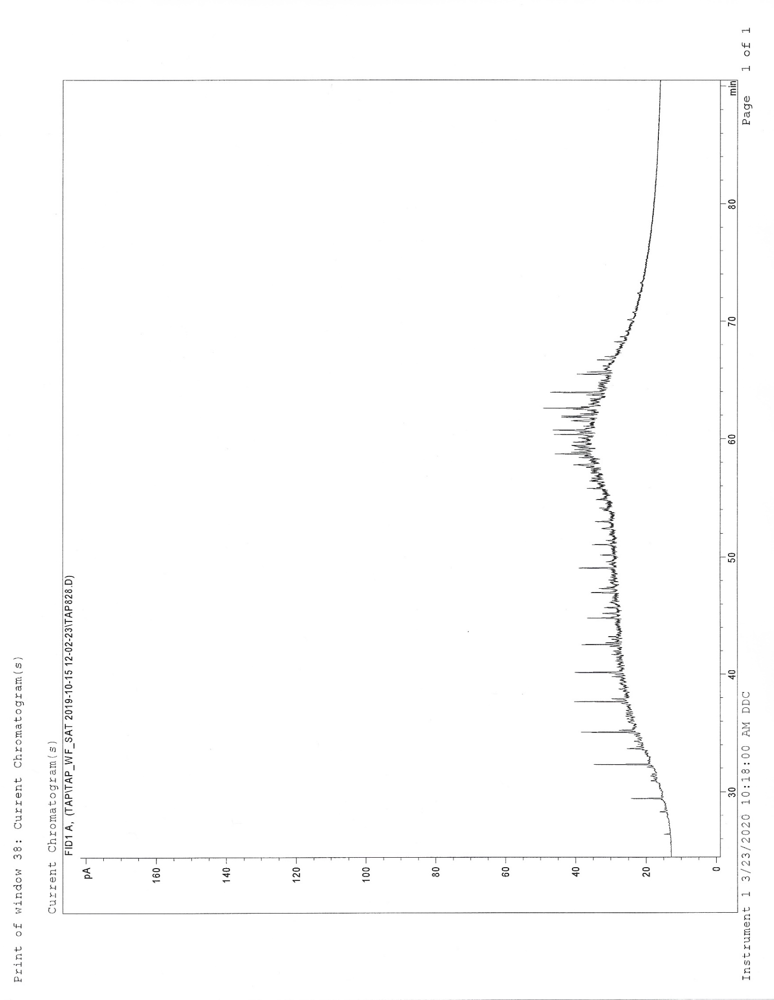 Print of window 38: Current Chromatogram(s)
Current Chromatogram(s)
FID1 A, (TAP\TAP_WF_SAT 2019-10-15 12-02-23\TAP828.D)
pA
160
140
120
100
80
60
40
20
0
30
40
50
60
70
80
min
Instrument 1 3/23/2020 10:18:00 AM DDC
Page 1 of 1